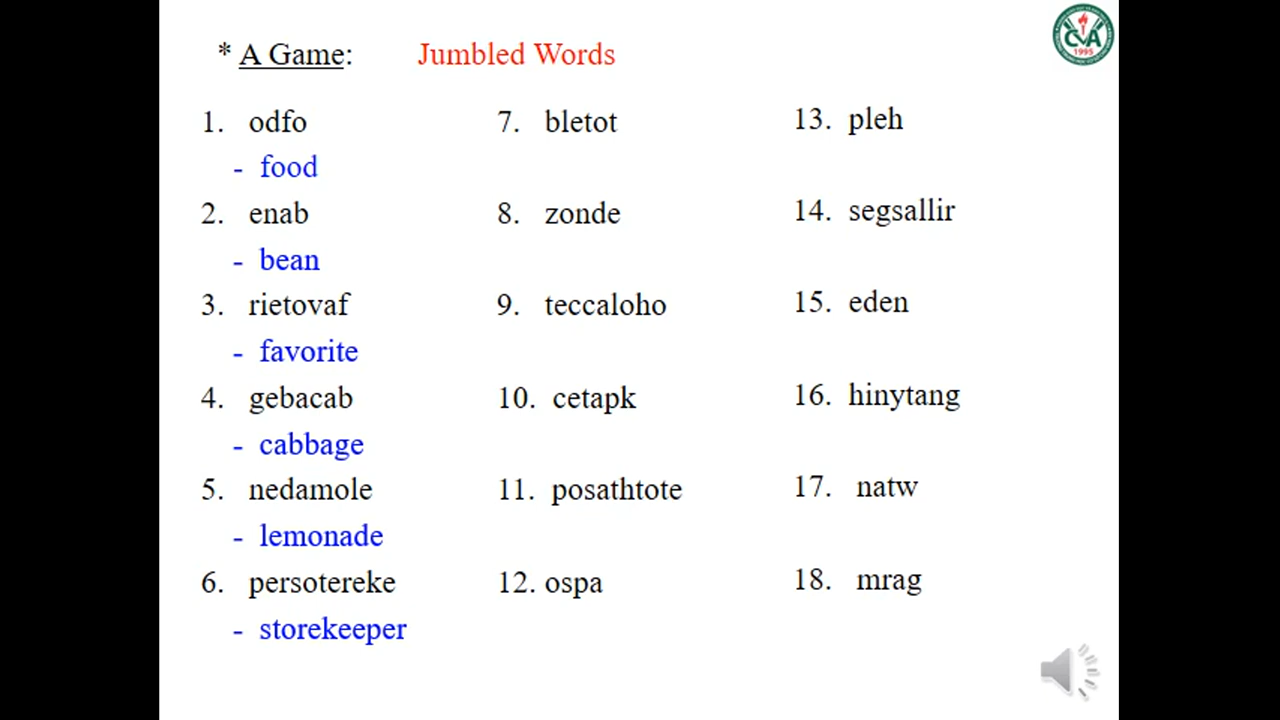 * A Game: Jumbled Words
1. odfo
- food
2. enab
- bean
3. rietovaf
- favorite
4. gebacab
- cabbage
5. nedamole
- lemonade
6. persotereke
- storekeeper
7. bletot
8. zonde
9. teccaloho
10. cetapk
11. posathtote
12. ospa
13. pleh
14. segsallir
15. eden
16. hinytang
17. natw
18. mrag
CVA
1995